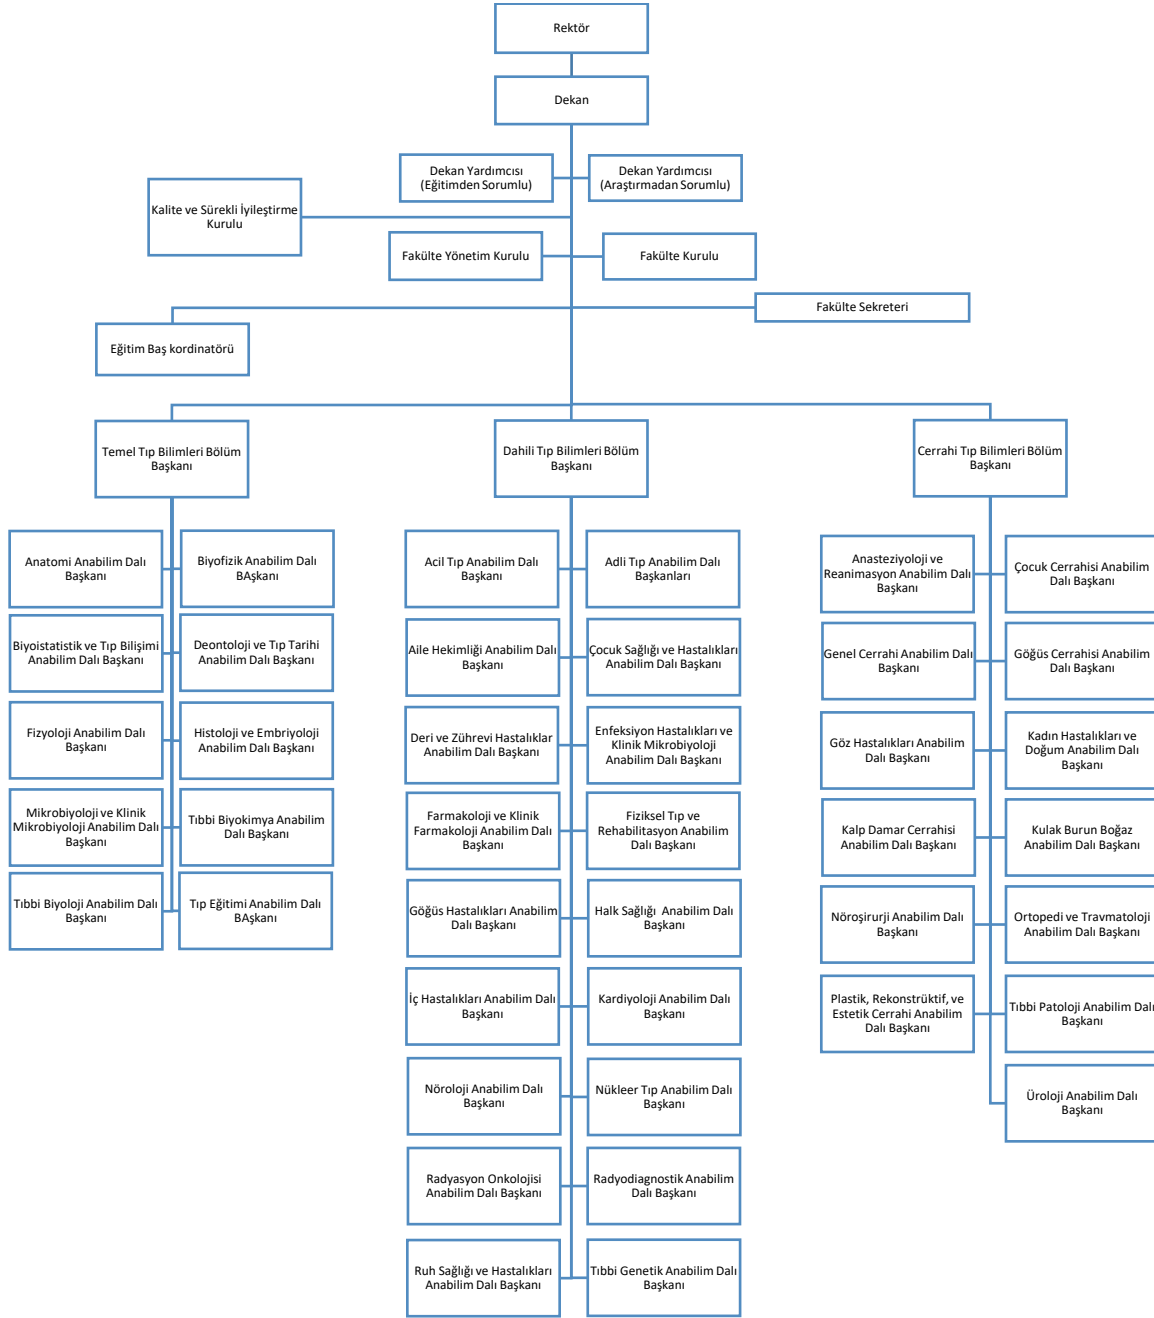 Rektör
Dekan
Dekan Yardımcısı
(Eğitimden Sorumlu)
Dekan Yardımcısı
(Araştırmadan Sorumlu)
Kalite ve Sürekli İyileştirme
Kurulu
Fakülte Yönetim Kurulu
Fakülte Kurulu
Fakülte Sekreteri
Eğitim Baş kordinatörü
Temel Tıp Bilimleri Bölüm
Başkanı
Dahili Tıp Bilimleri Bölüm
Başkanı
Cerrahi Tıp Bilimleri Bölüm
Başkanı
Anatomi Anabilim Dalı
Başkanı
Biyofizik Anabilim Dalı
BAşkanı
Biyoistatistik ve Tıp Bilişimi
Anabilim Dalı Başkanı
Deontoloji ve Tıp Tarihi
Anabilim Dalı Başkanı
Fizyoloji Anabilim Dalı
Başkanı
Histoloji ve Embriyoloji
Anabilim Dalı Başkanı
Mikrobiyoloji ve Klinik
Mikrobiyoloji Anabilim Dalı
Başkanı
Tıbbi Biyokimya Anabilim
Dalı Başkanı
Tıbbi Biyoloji Anabilim Dalı
Başkanı
Tıp Eğitimi Anabilim Dalı
BAşkanı
Acil Tıp Anabilim Dalı
Başkanı
Adli Tıp Anabilim Dalı
Başkanları
Aile Hekimliği Anabilim Dalı
Başkanı
Çocuk Sağlığı ve Hastalıkları
Anabilim Dalı Başkanı
Deri ve Zührevi Hastalıklar
Anabilim Dalı Başkanı
Enfeksiyon Hastalıkları ve
Klinik Mikrobiyoloji
Anabilim Dalı Başkanı
Farmakoloji ve Klinik
Farmakoloji Anabilim Dalı
Başkanı
Fiziksel Tıp ve
Rehabilitasyon Anabilim
Dalı Başkanı
Göğüs Hastalıkları Anabilim
Dalı Başkanı
Halk Sağlığı  Anabilim Dalı
Başkanı
İç Hastalıkları Anabilim Dalı
Başkanı
Kardiyoloji Anabilim Dalı
Başkanı
Nöroloji Anabilim Dalı
Başkanı
Nükleer Tıp Anabilim Dalı
Başkanı
Radyasyon Onkolojisi
Anabilim Dalı Başkanı
Radyodiagnostik Anabilim
Dalı Başkanı
Ruh Sağlığı ve Hastalıkları
Anabilim Dalı Başkanı
Tıbbi Genetik Anabilim Dalı
Başkanı
Anasteziyoloji ve
Reanimasyon Anabilim Dalı
Başkanı
Çocuk Cerrahisi Anabilim
Dalı Başkanı
Genel Cerrahi Anabilim Dalı
Başkanı
Göğüs Cerrahisi Anabilim
Dalı Başkanı
Göz Hastalıkları Anabilim
Dalı Başkanı
Kadın Hastalıkları ve
Doğum Anabilim Dalı
Başkanı
Kalp Damar Cerrahisi
Anabilim Dalı Başkanı
Kulak Burun Boğaz
Anabilim Dalı Başkanı
Nöroşirurji Anabilim Dalı
Başkanı
Ortopedi ve Travmatoloji
Anabilim Dalı Başkanı
Plastik, Rekonstrüktif, ve
Estetik Cerrahi Anabilim
Dalı Başkanı
Tıbbi Patoloji Anabilim Dalı
Başkanı
Üroloji Anabilim Dalı
Başkanı